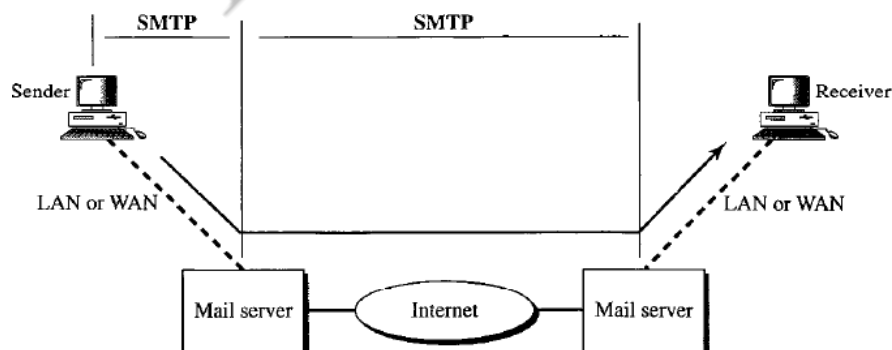 SMTP SMTP
Sender Receiver
LAN or WAN LAN or WAN
Mail server Internet Mail server